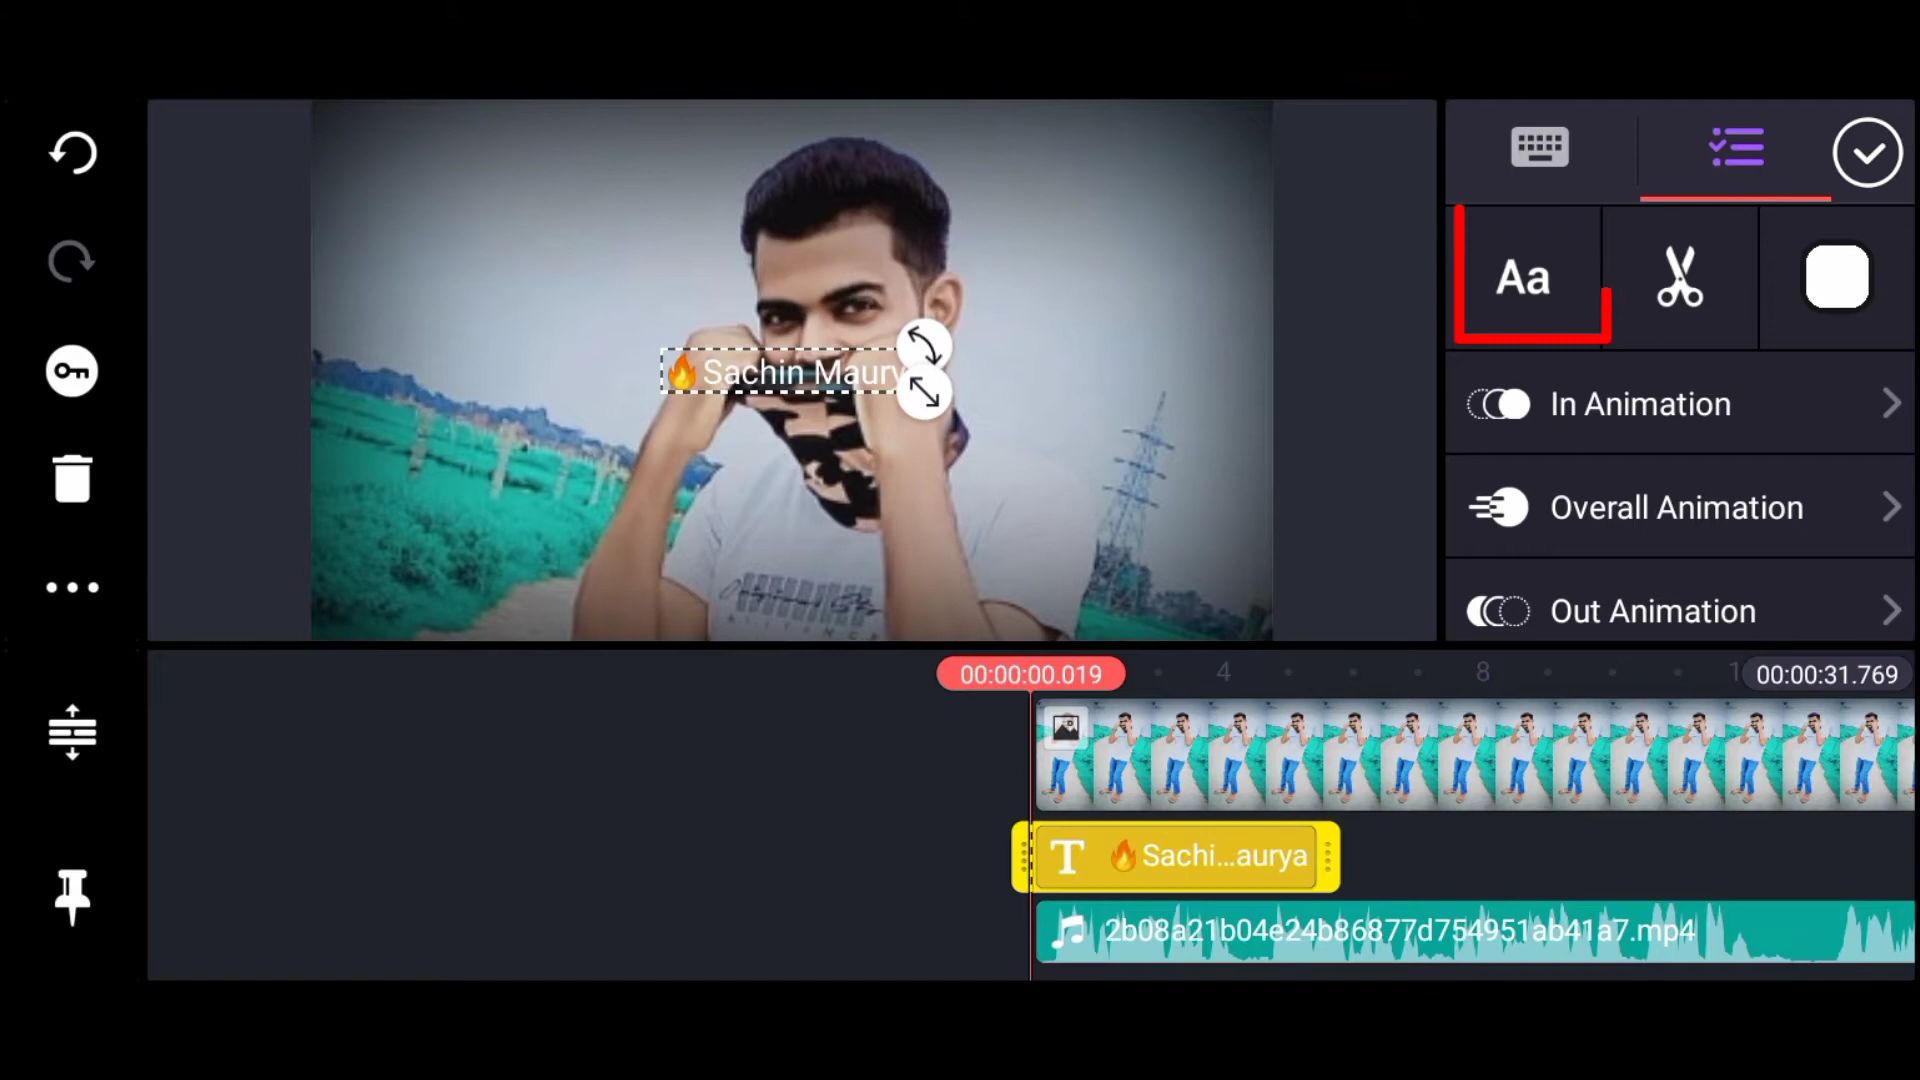 Aa
🔥Sachin Maury
In Animation
Overall Animation
Out Animation
00:00:00.019
4
8
1
00:00:31.769
T 🔥Sachi...aurya
2b08a21b04e24b86877d754951ab41a7.mp4